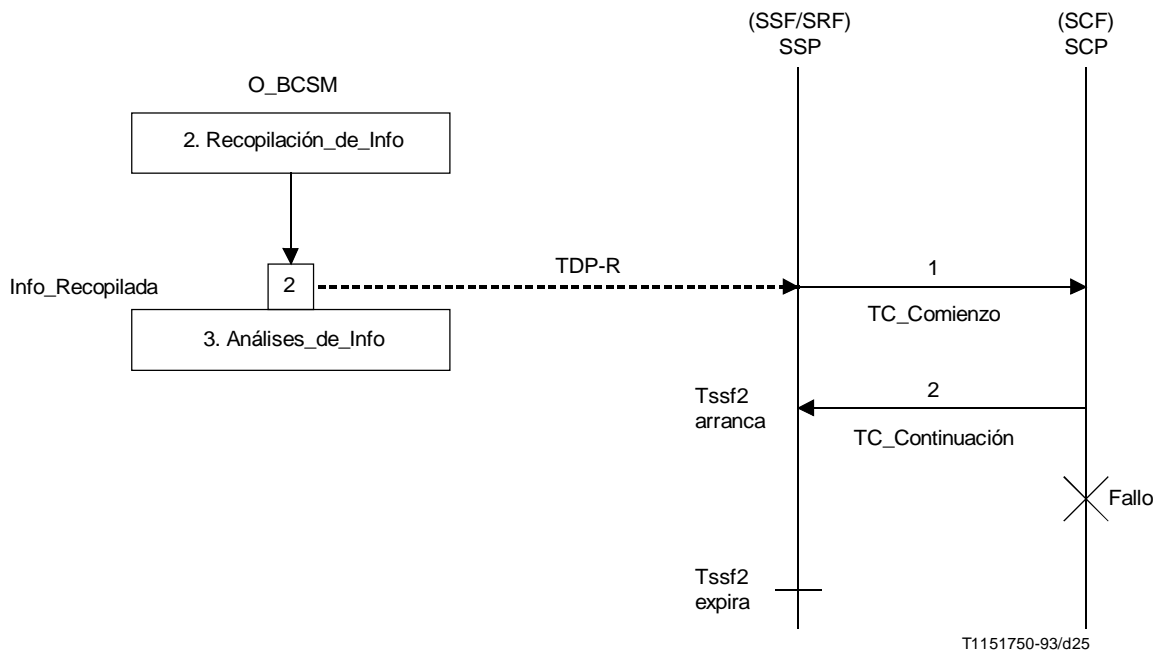 (SSF/SRF)
SSP
(SCF)
SCP
O_BCSM
2. Recopilación_de_Info
Info_Recopilada
2
TDP-R
1
TC_Comienzo
3. Análises_de_Info
Tssf2
arranca
2
TC_Continuación
Fallo
Tssf2
expira
T1151750-93/d25